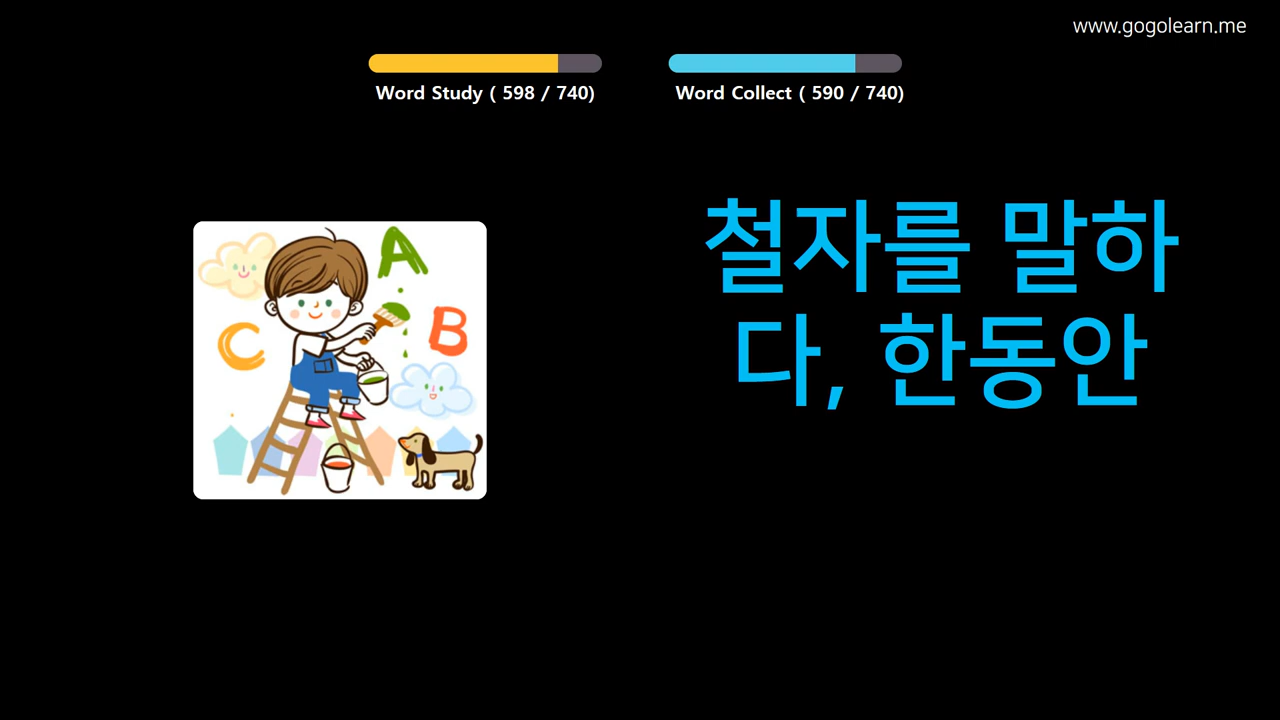 www.gogolearn.me
Word Study ( 598 / 740)
Word Collect ( 590 / 740)
A
B
C
철자를 말하
다, 한동안